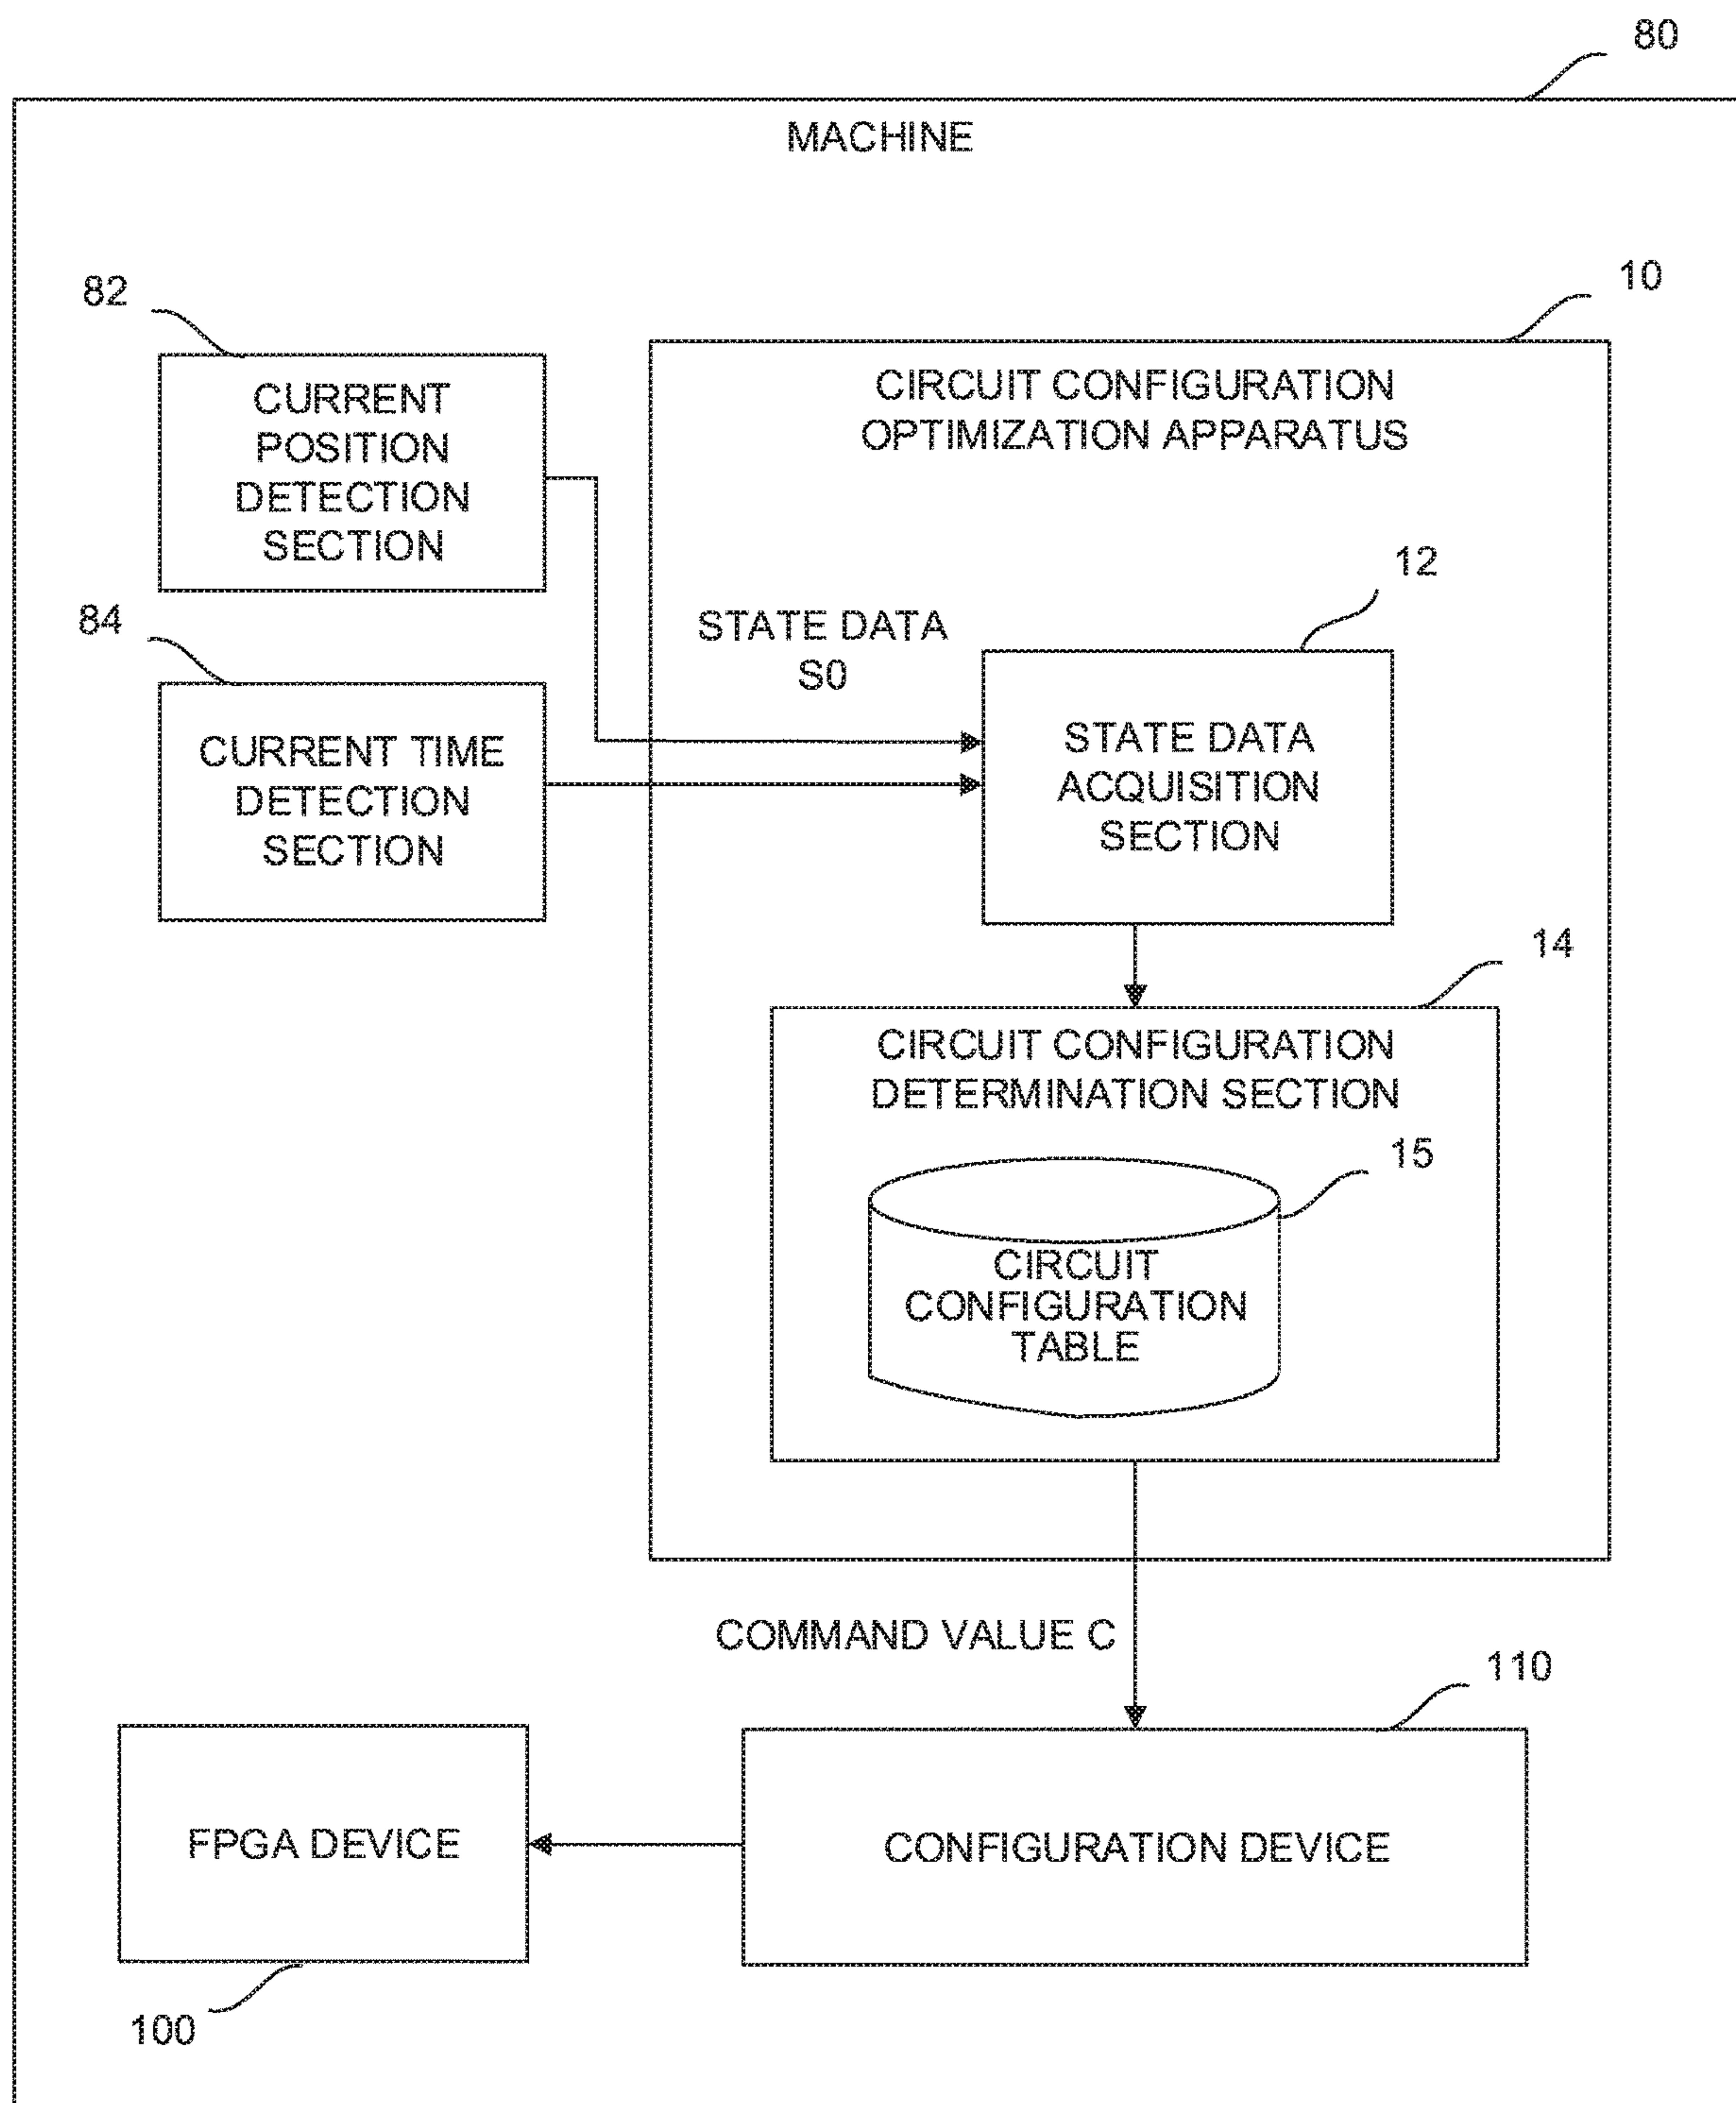 80
MACHINE
10
82
CURRENT
POSITION
DETECTION
SECTION
CIRCUIT CONFIGURATION
OPTIMIZATION APPARATUS
12
84
STATE DATA
S0
CURRENT TIME
DETECTION
SECTION
STATE DATA
ACQUISITION
SECTION
14
CIRCUIT CONFIGURATION
DETERMINATION SECTION
15
CIRCUIT
CONFIGURATION
TABLE
COMMAND VALUE C
110
FPGA DEVICE
CONFIGURATION DEVICE
100